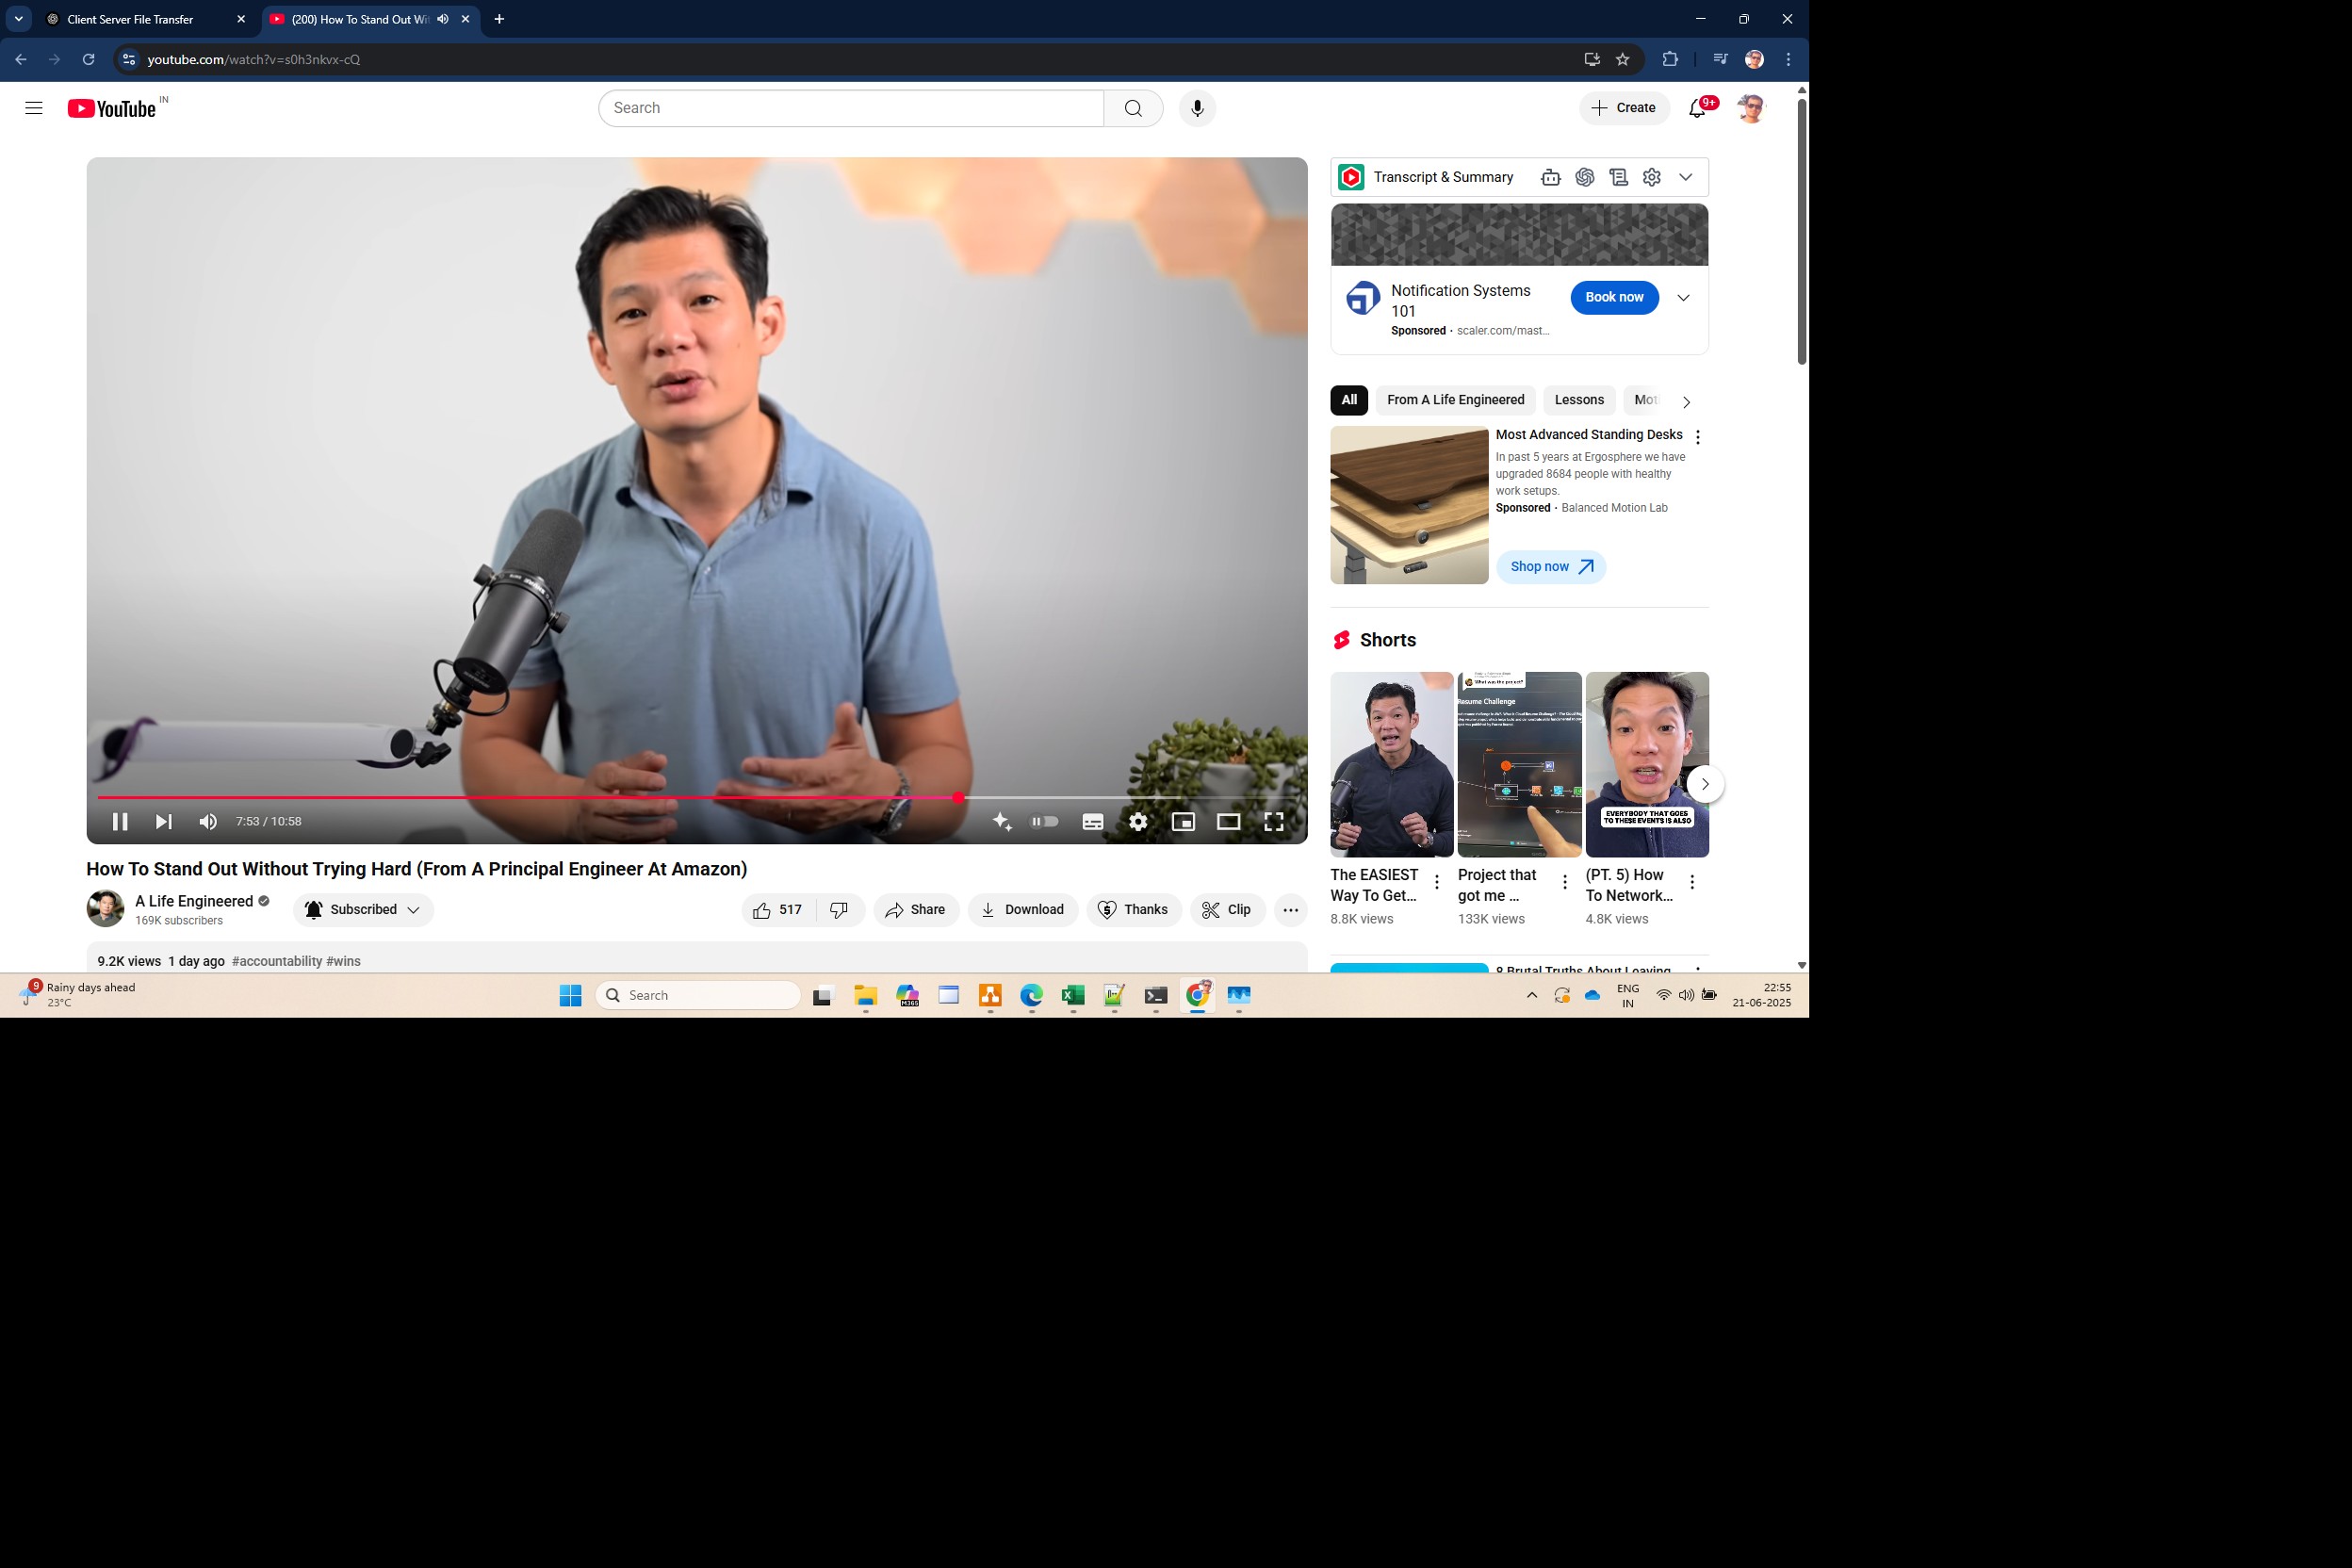 Client Server File Transfer
(200) How To Stand Out Wi
youtube.com/watch?v=s0h3nkvx-cQ
YouTube IN
Search
Create
9+
Transcript & Summary
Notification Systems
101
Sponsored · scaler.com/mast...
Book now
All
From A Life Engineered
Lessons
Mot
Most Advanced Standing Desks
In past 5 years at Ergosphere we have
upgraded 8684 people with healthy
work setups.
Sponsored · Balanced Motion Lab
Shop now
Shorts
What was the project?
Resume Challenge
EVERYBODY THAT GOES
TO THESE EVENTS IS ALSO
The EASIEST
Way To Get...
8.8K views
Project that
got me ...
133K views
(PT. 5) How
To Network...
4.8K views
7:53 / 10:58
How To Stand Out Without Trying Hard (From A Principal Engineer At Amazon)
A Life Engineered
169K subscribers
Subscribed
517
Share
Download
Thanks
Clip
9.2K views 1 day ago #accountability #wins
8 Brutal Truths About Leaving
9
Rainy days ahead
23°C
Search
M365
ENG
IN
22:55
21-06-2025